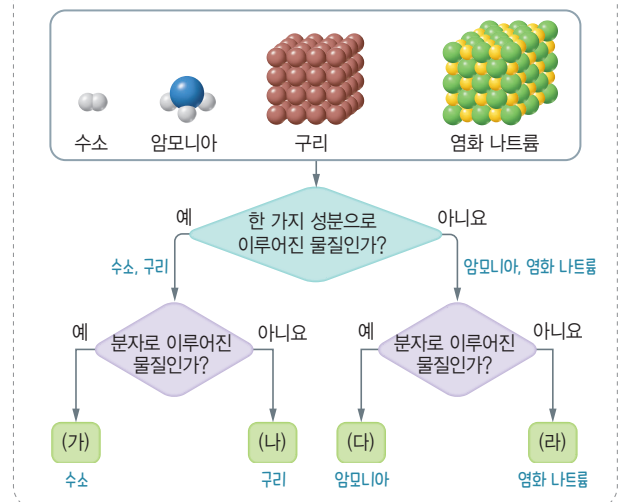 수소
암모니아
구리
염화 나트륨
예
한 가지 성분으로
이루어진 물질인가?
아니요
수소, 구리
암모니아, 염화 나트륨
예
분자로 이루어진
물질인가?
아니요
예
분자로 이루어진
물질인가?
아니요
(가)
(나)
(다)
(라)
수소
구리
암모니아
염화 나트륨